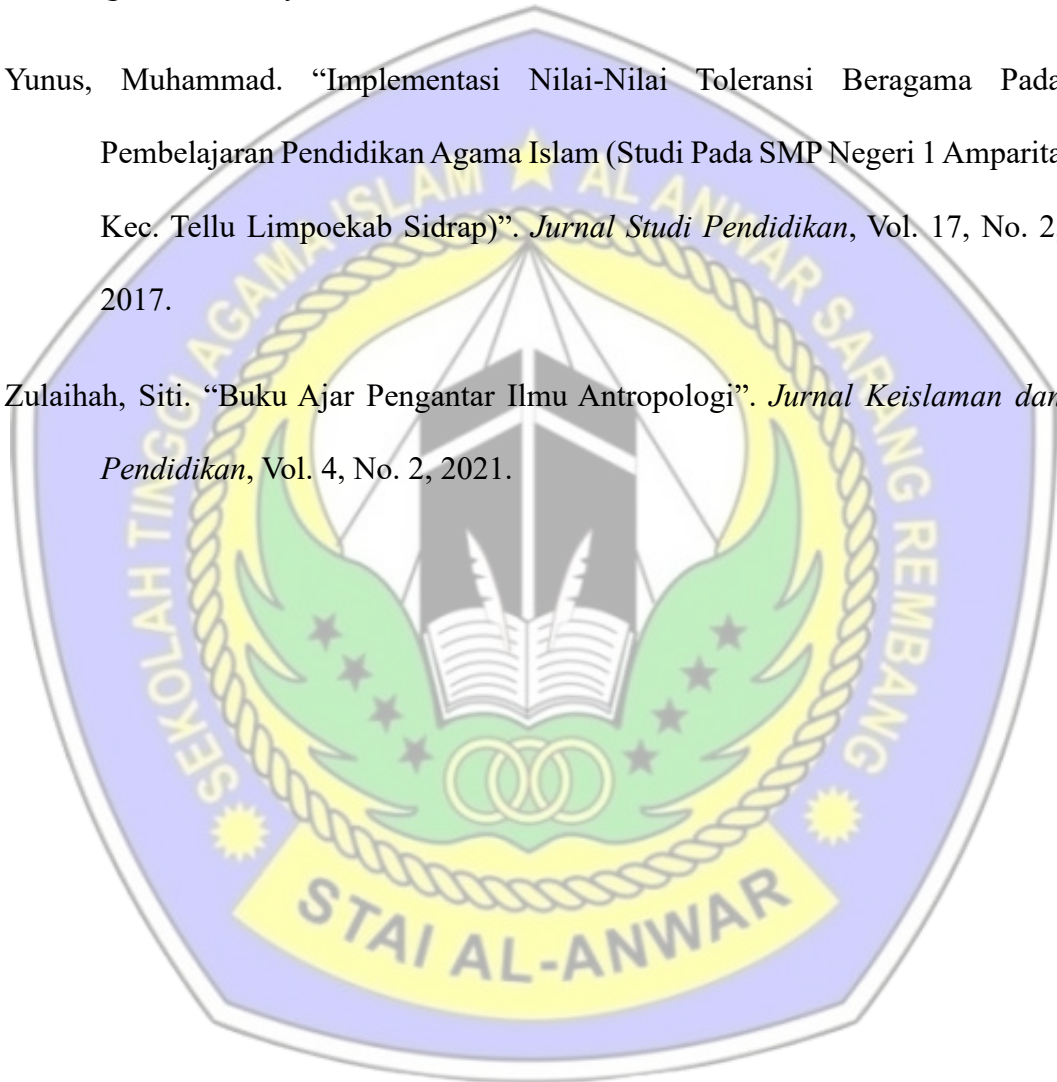 Yunus, Muhammad. “Implementasi Nilai-Nilai Toleransi Beragama Pada
Pembelajaran Pendidikan Agama Islam (Studi Pada SMP Negeri 1 Amparita
Kec. Tellu Limpoekab Sidrap)”. Jurnal Studi Pendidikan, Vol. 17, No. 2,
2017.
Zulaihah, Siti. “Buku Ajar Pengantar Ilmu Antropologi”. Jurnal Keislaman dan
Pendidikan, Vol. 4, No. 2, 2021.
SEKOLAH TINGGI AGAMA ISLAM ★ AL ANWAR SARANG REMBANG
STAI AL-ANWAR